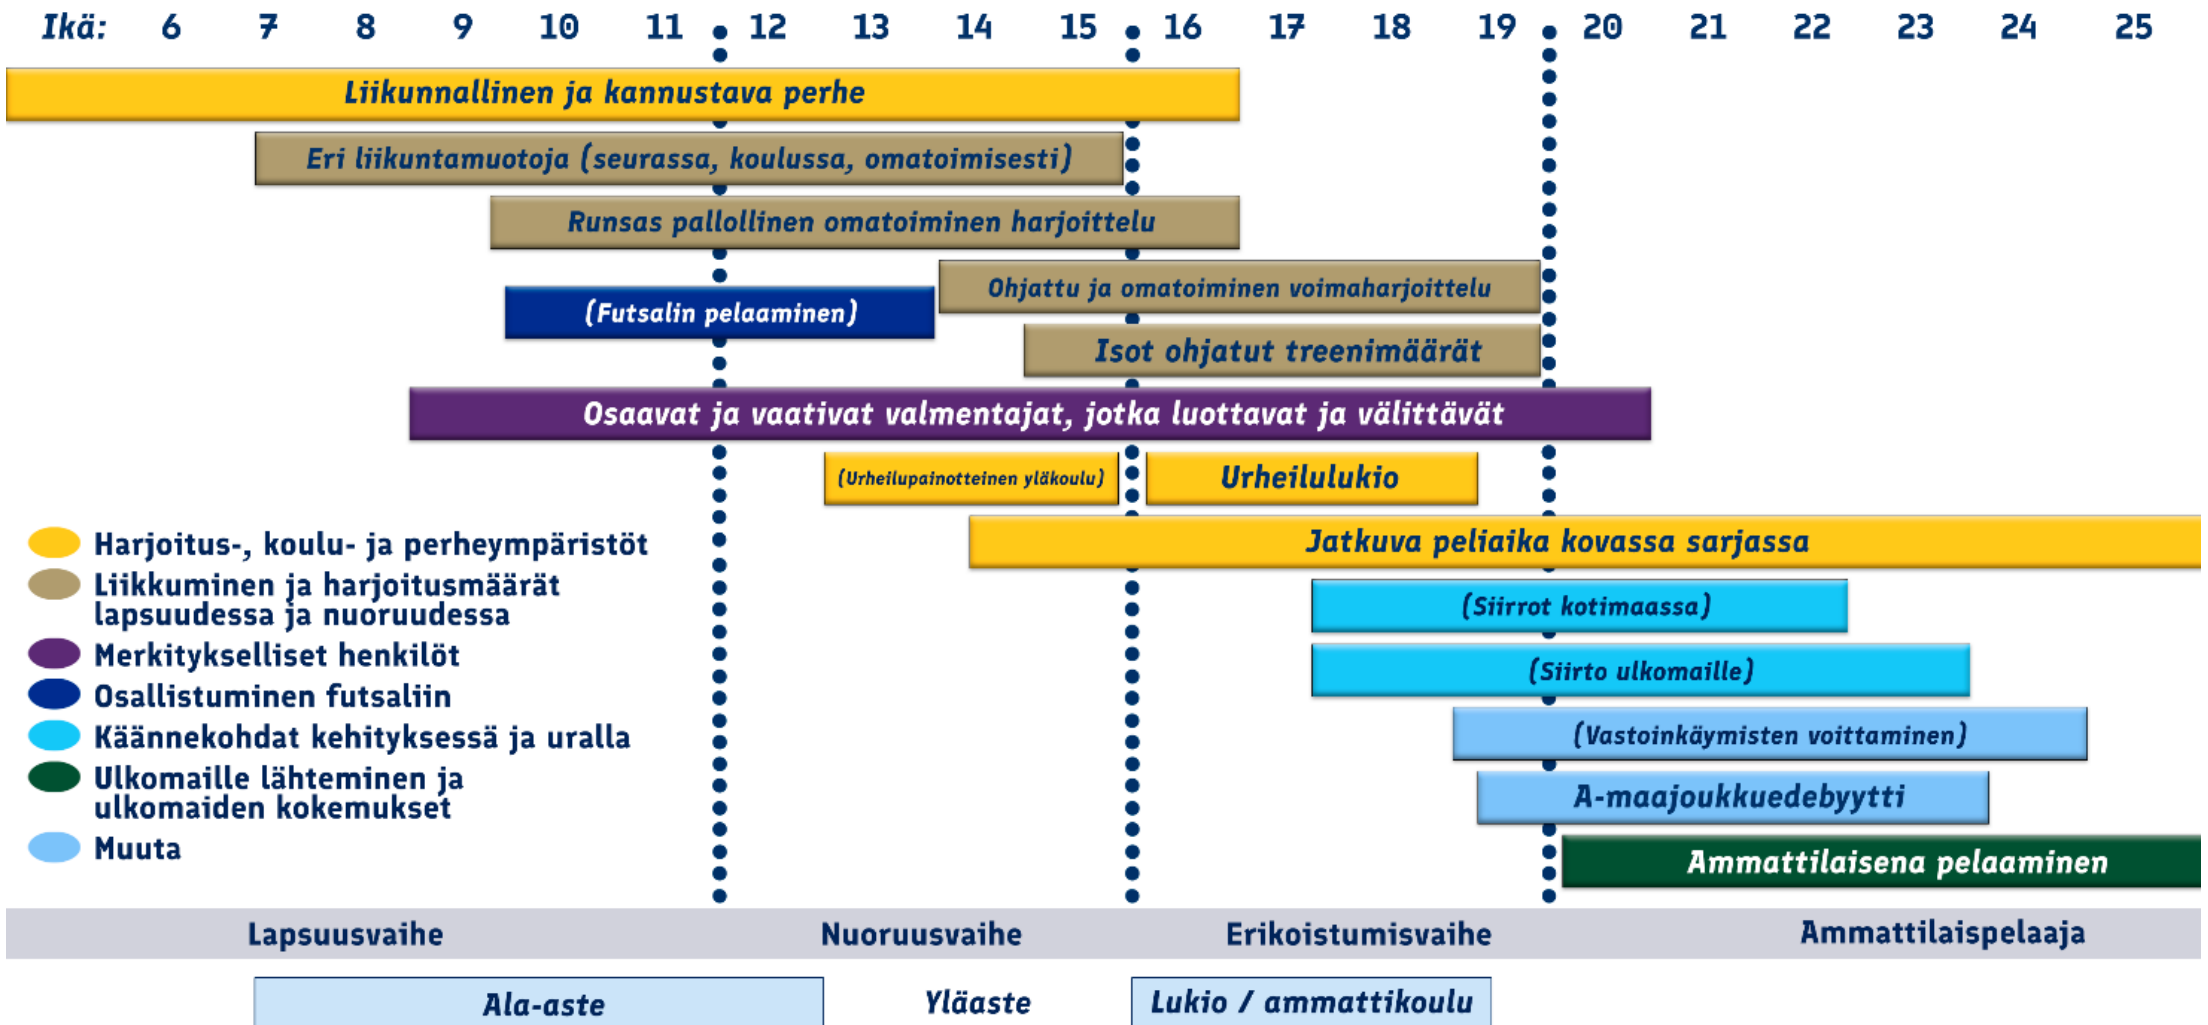 Ikä: 6 7 8 9 10 11 12 13 14 15 16 17 18 19 20 21 22 23 24 25
Liikunnallinen ja kannustava perhe
Eri liikuntamuotoja (seurassa, koulussa, omatoimisesti)
Runsas pallollinen omatoiminen harjoittelu
Ohjattu ja omatoiminen voimaharjoittelu
(Futsalin pelaaminen)
Isot ohjatut treenimäärät
Osaavat ja vaativat valmentajat, jotka luottavat ja välittävät
(Urheilupainotteinen yläkoulu)
Urheilulukio
Jatkuva peliaika kovassa sarjassa
(Siirrot kotimaassa)
(Siirto ulkomaille)
(Vastoinkäymisten voittaminen)
A-maajoukkuedebyytti
Ammattilaisena pelaaminen
Harjoitus-, koulu- ja perheympäristöt
Liikkuminen ja harjoitusmäärät
lapsuudessa ja nuoruudessa
Merkitykselliset henkilöt
Osallistuminen futsaliin
Käännekohdat kehityksessä ja uralla
Ulkomaille lähteminen ja
ulkomaiden kokemukset
Muuta
Lapsuusvaihe Nuoruusvaihe Erikoistumisvaihe Ammattilaispelaaja
Ala-aste Yläaste Lukio / ammattikoulu